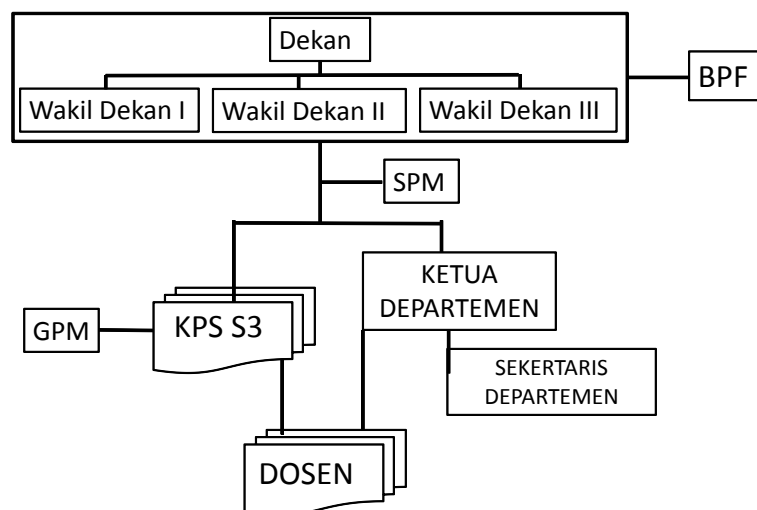 Dekan
BPF
Wakil Dekan I
Wakil Dekan II
Wakil Dekan III
SPM
KETUA
DEPARTEMEN
GPM
KPS S3
SEKERTARIS
DEPARTEMEN
DOSEN